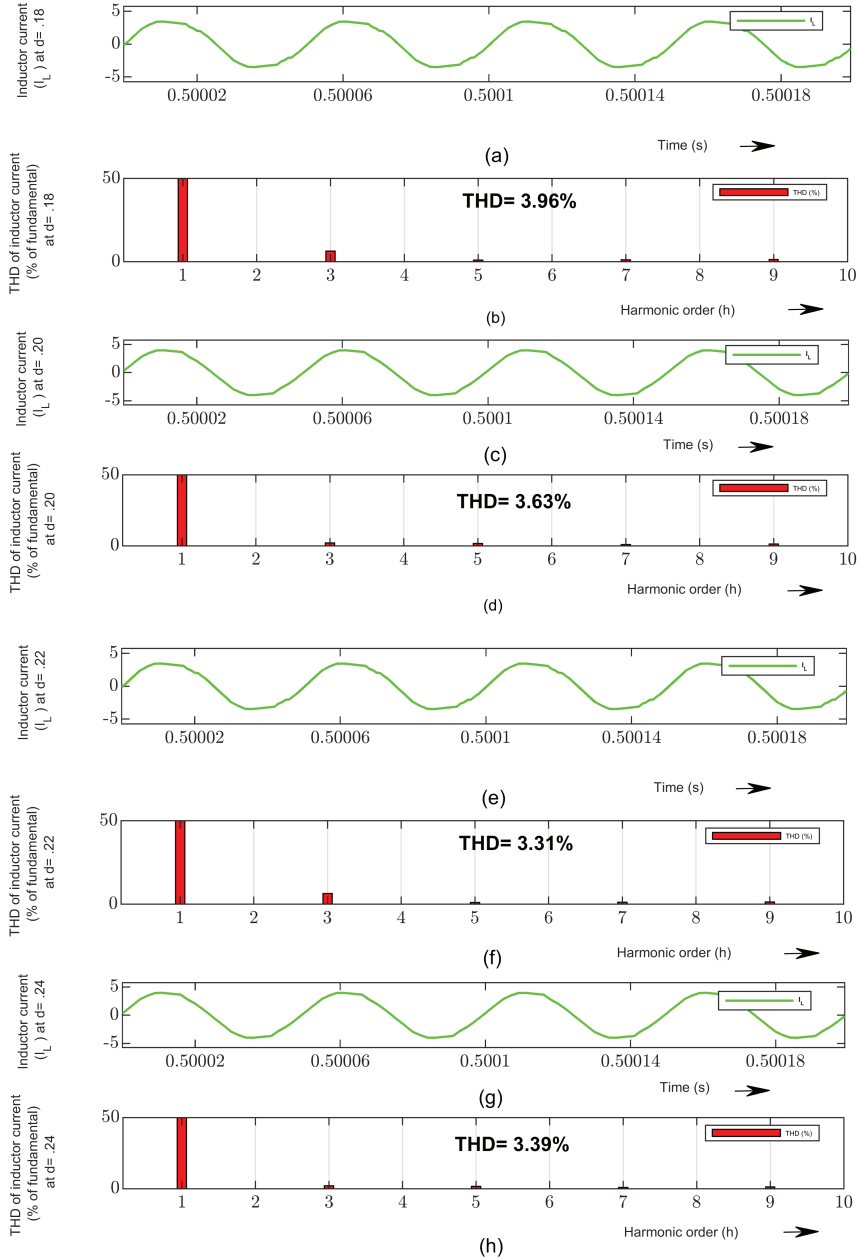 Inductor current
(I_L) at d= .18
5
0
-5
I_L
0.50002 0.50006 0.5001 0.50014 0.50018
Time (s)
(a)
THD of inductor current
(% of fundamental)
at d= .18
50
0
THD= 3.96%
THD (%)
1 2 3 4 5 6 7 8 9 10
Harmonic order (h)
(b)
Inductor current
(I_L) at d= .20
5
0
-5
I_L
0.50002 0.50006 0.5001 0.50014 0.50018
Time (s)
(c)
THD of inductor current
(% of fundamental)
at d= .20
50
0
THD= 3.63%
THD (%)
1 2 3 4 5 6 7 8 9 10
Harmonic order (h)
(d)
Inductor current
(I_L) at d= .22
5
0
-5
I_L
0.50002 0.50006 0.5001 0.50014 0.50018
Time (s)
(e)
THD of inductor current
(% of fundamental)
at d= .22
50
0
THD= 3.31%
THD (%)
1 2 3 4 5 6 7 8 9 10
Harmonic order (h)
(f)
Inductor current
(I_L) at d= .24
5
0
-5
I_L
0.50002 0.50006 0.5001 0.50014 0.50018
Time (s)
(g)
THD of inductor current
(% of fundamental)
at d= .24
50
0
THD= 3.39%
THD (%)
1 2 3 4 5 6 7 8 9 10
Harmonic order (h)
(h)